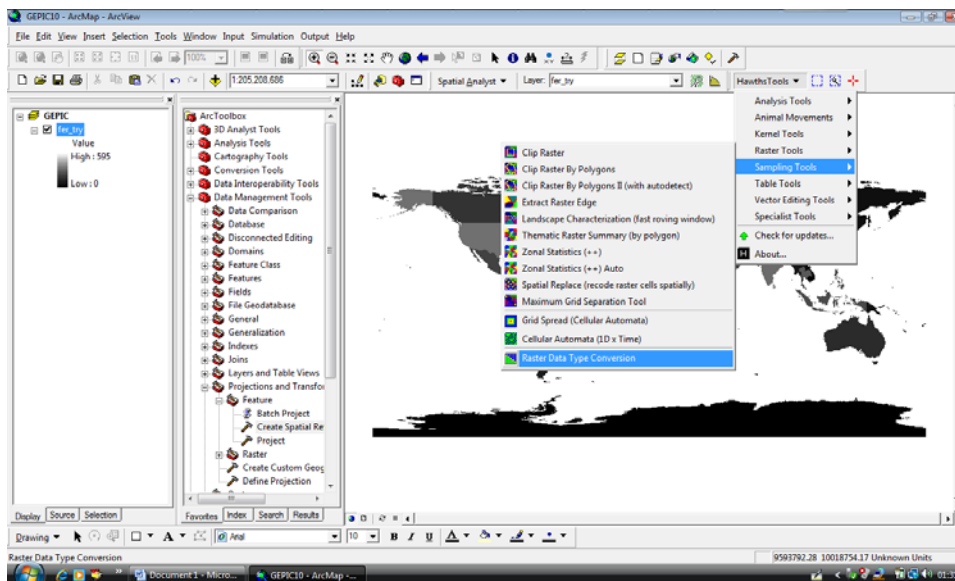 GEPIC10 - ArcMap - ArcView
File Edit View Insert Selection Tools Window Input Simulation Output Help
100%
1:205.208.686
Spatial Analyst
Layer: fer_try
HawthsTools
GEPIC
fer_try
Value
High : 595
Low : 0
Display Source Selection
ArcToolbox
3D Analyst Tools
Analysis Tools
Cartography Tools
Conversion Tools
Data Interoperability Tools
Data Management Tools
Data Comparison
Database
Disconnected Editing
Domains
Feature Class
Features
Fields
File Geodatabase
General
Generalization
Indexes
Joins
Layers and Table Views
Projections and Transfor
Feature
Batch Project
Create Spatial Re
Project
Raster
Create Custom Geog
Define Projection
Favorites Index Search Results
Clip Raster
Clip Raster By Polygons
Clip Raster By Polygons II (with autodetect)
Extract Raster Edge
Landscape Characterization (fast roving window)
Thematic Raster Summary (by polygon)
Zonal Statistics (++)
Zonal Statistics (++) Auto
Spatial Replace (recode raster cells spatially)
Maximum Grid Separation Tool
Grid Spread (Cellular Automata)
Cellular Automata (1D x Time)
Raster Data Type Conversion
Analysis Tools
Animal Movements
Kernel Tools
Raster Tools
Sampling Tools
Table Tools
Vector Editing Tools
Specialist Tools
Check for updates...
About...
Drawing
Arial
10
B I U A
Raster Data Type Conversion
9593792.28 10018754.17 Unknown Units
Document1 - Micro...
GEPIC10 - ArcMap -...